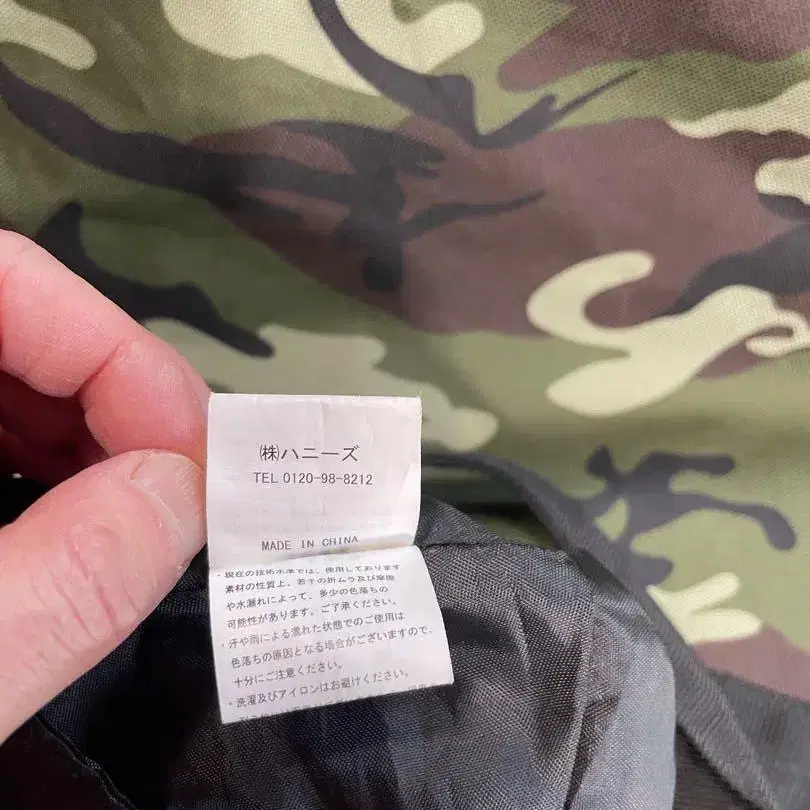 ㈱ハニーズ
TEL 0120-98-8212
MADE IN CHINA
・現在の技術水準では、使用しております
素材の性質上、若干の折ムラ及び摩擦
や水漏れによって、多少の色落ちの
可能性があります。ご了承ください。
・汗や雨による濡れた状態でのご使用は
色落ちの原因となる場合がございますので、
十分にご注意ください。
・洗濯及びアイロンはお避けください。